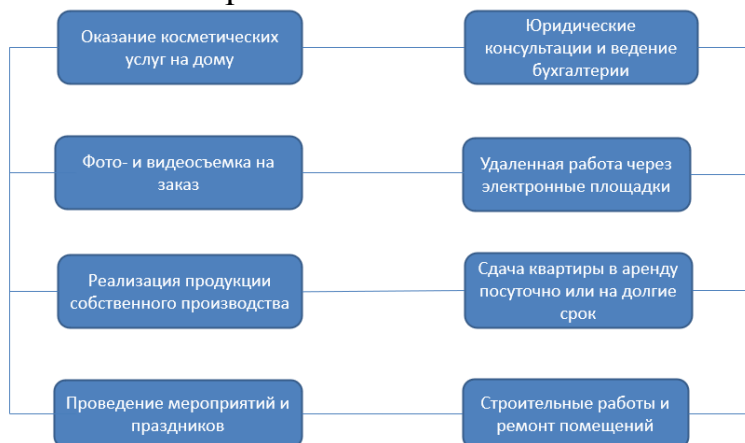 Оказание косметических
услуг на дому
Юридические
консультации и ведение
бухгалтерии
Фото- и видеосъемка на
заказ
Удаленная работа через
электронные площадки
Реализация продукции
собственного производства
Сдача квартиры в аренду
посуточно или на долгие
срок
Проведение мероприятий и
праздников
Строительные работы и
ремонт помещений